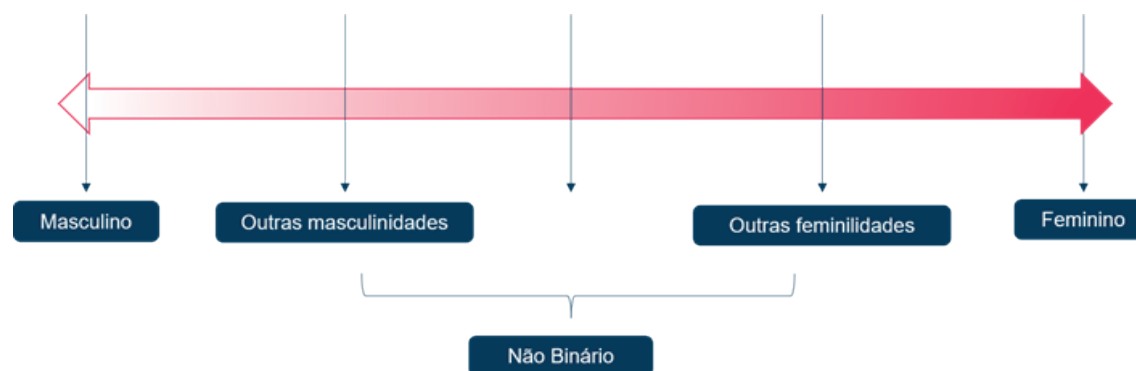 Masculino
Outras masculinidades
Outras feminilidades
Feminino
Não Binário